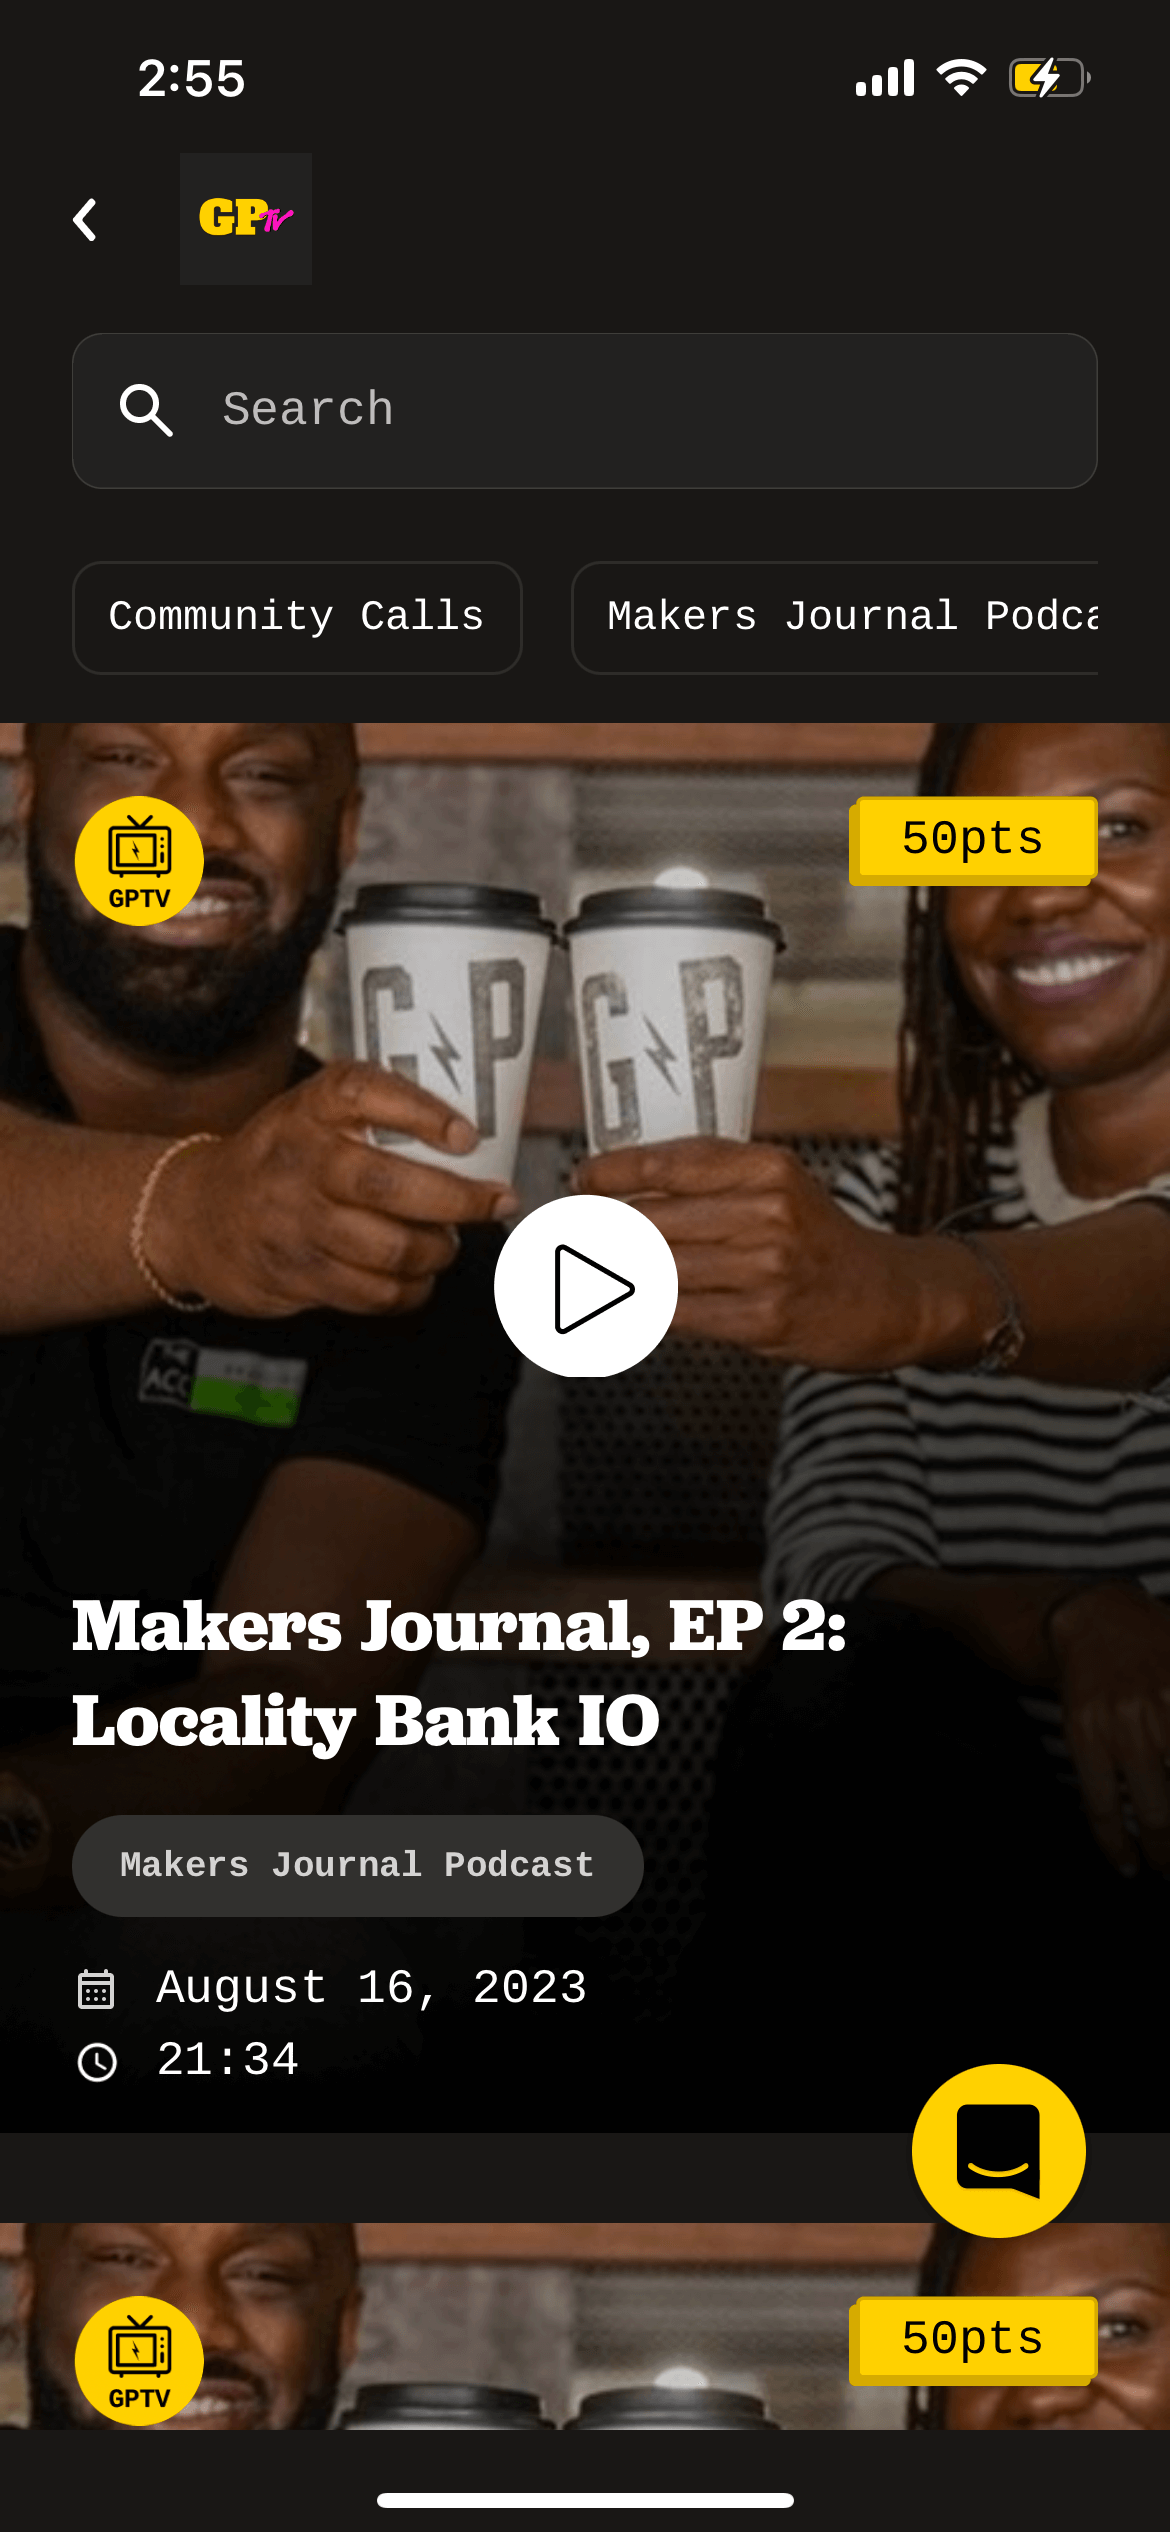 2:55
GPTV
Search
Community Calls
Makers Journal Podca
GPTV
50pts
G P
G P
Makers Journal, EP 2:
Locality Bank IO
Makers Journal Podcast
August 16, 2023
21:34
GPTV
50pts